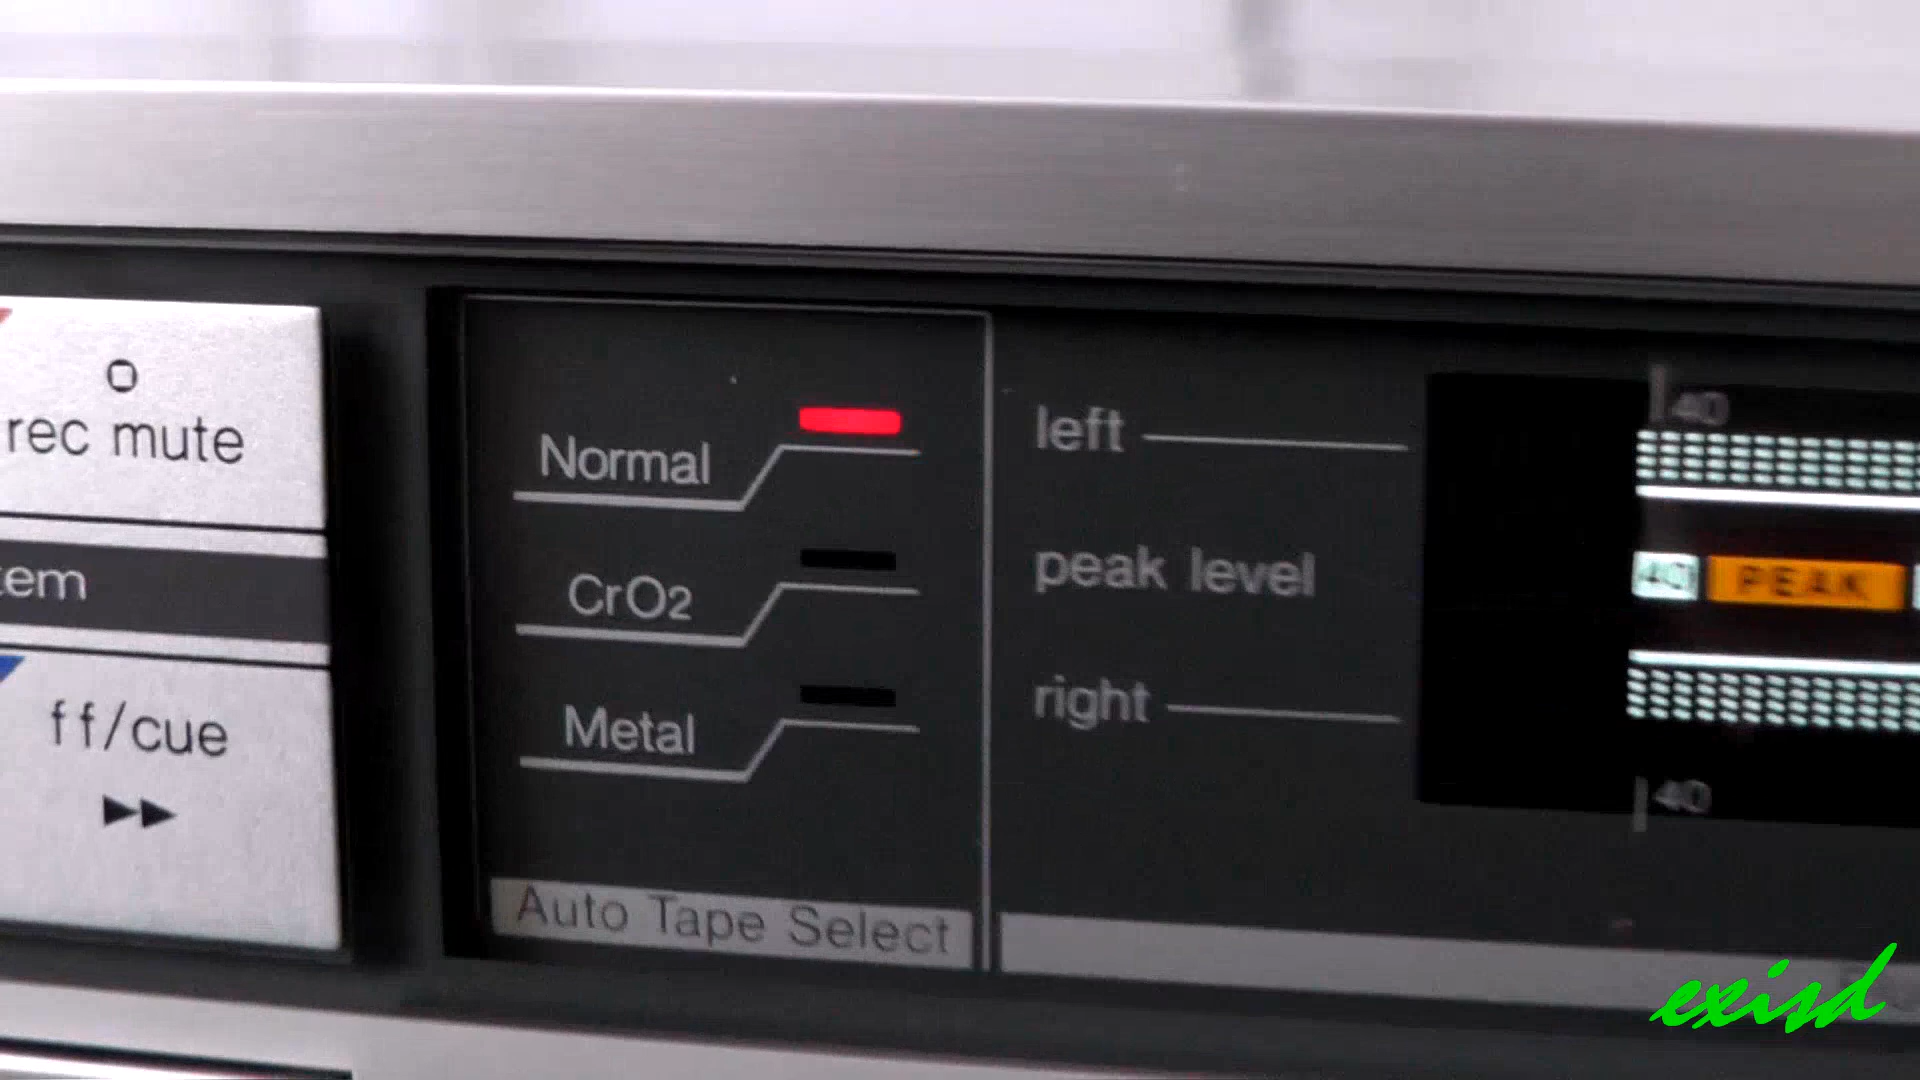 rec mute
tem
ff/cue
Normal
CrO2
Metal
Auto Tape Select
left
peak level
right
40
40 PEAK
40
exisd